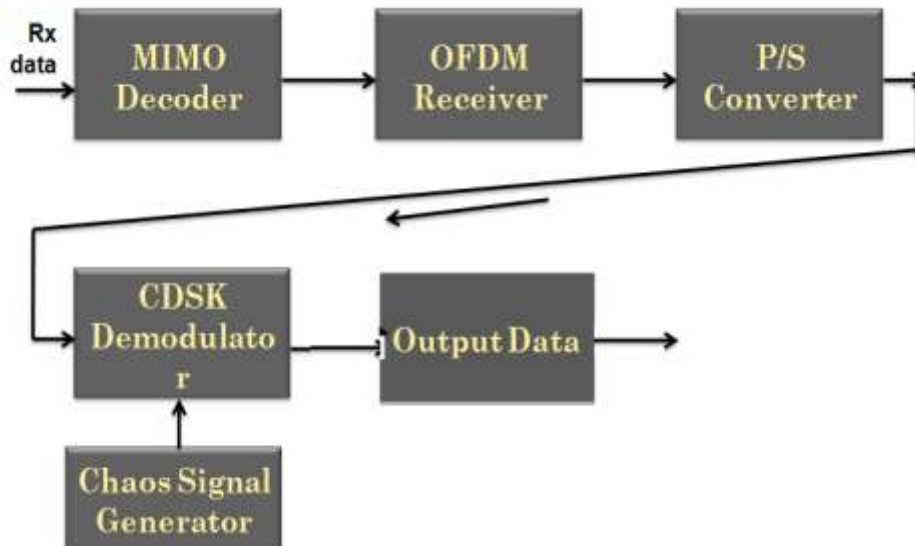 Rx
data
MIMO
Decoder
OFDM
Receiver
P/S
Converter
CDSK
Demodulato
r
Output Data
Chaos Signal
Generator